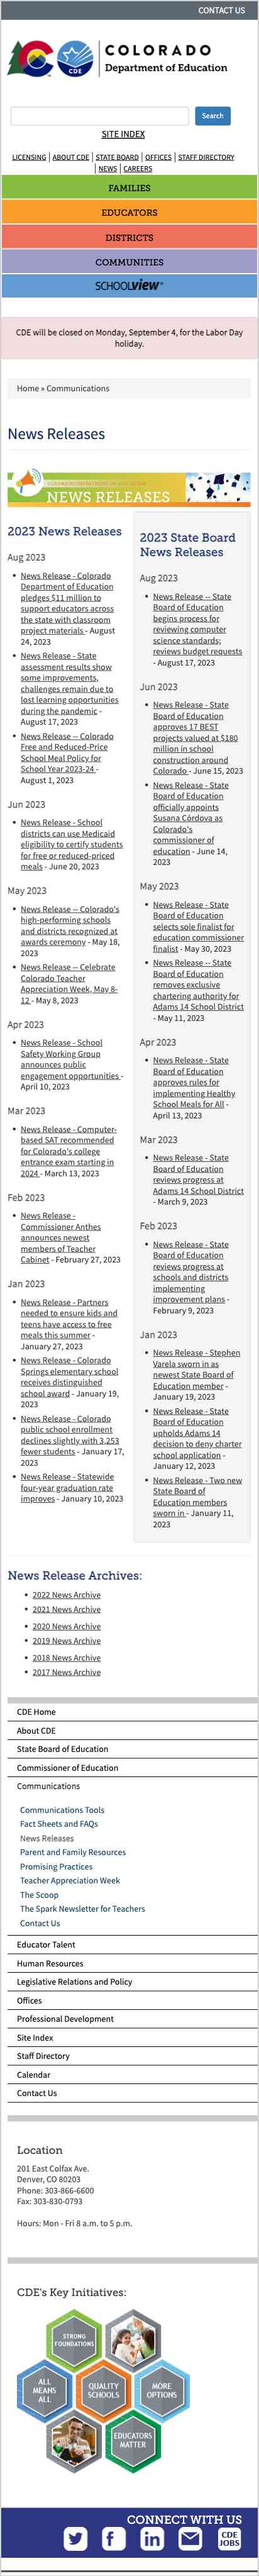 CONTACT US
COLORADO
Department of Education
CDE
Search
SITE INDEX
LICENSING | ABOUT CDE | STATE BOARD | OFFICES | STAFF DIRECTORY
| NEWS | CAREERS
FAMILIES
EDUCATORS
DISTRICTS
COMMUNITIES
SCHOOLVIEW®
CDE will be closed on Monday, September 4, for the Labor Day
holiday.
Home » Communications
News Releases
NEWS RELEASES
2023 News Releases
Aug 2023
• News Release - Colorado
Department of Education
pledges $11 million to
support educators across
the state with classroom
project materials - August
24, 2023
• News Release - State
assessment results show
some improvements,
challenges remain due to
lost learning opportunities
during the pandemic -
August 17, 2023
• News Release -- Colorado
Free and Reduced-Price
School Meal Policy for
School Year 2023-24 -
August 1, 2023
Jun 2023
• News Release - School
districts can use Medicaid
eligibility to certify students
for free or reduced-priced
meals - June 20, 2023
May 2023
• News Release -- Colorado's
high-performing schools
and districts recognized at
awards ceremony - May 18,
2023
• News Release -- Celebrate
Colorado Teacher
Appreciation Week, May 8-
12 - May 8, 2023
Apr 2023
• News Release - School
Safety Working Group
announces public
engagement opportunities -
April 10, 2023
Mar 2023
• News Release - Computer-
based SAT recommended
for Colorado's college
entrance exam starting in
2024 - March 13, 2023
Feb 2023
• News Release -
Commissioner Anthes
announces newest
members of Teacher
Cabinet - February 27, 2023
Jan 2023
• News Release - Partners
needed to ensure kids and
teens have access to free
meals this summer -
January 27, 2023
• News Release - Colorado
Springs elementary school
receives distinguished
school award - January 19,
2023
• News Release - Colorado
public school enrollment
declines slightly with 3,253
fewer students - January 17,
2023
• News Release - Statewide
four-year graduation rate
improves - January 10, 2023
2023 State Board
News Releases
Aug 2023
• News Release -- State
Board of Education
begins process for
reviewing computer
science standards;
reviews budget requests
- August 17, 2023
Jun 2023
• News Release - State
Board of Education
approves 17 BEST
projects valued at $180
million in school
construction around
Colorado - June 15, 2023
• News Release - State
Board of Education
officially appoints
Susana Córdova as
Colorado's
commissioner of
education - June 14,
2023
May 2023
• News Release - State
Board of Education
selects sole finalist for
education commissioner
finalist - May 30, 2023
• News Release -- State
Board of Education
removes exclusive
chartering authority for
Adams 14 School District
- May 11, 2023
Apr 2023
• News Release - State
Board of Education
approves rules for
implementing Healthy
School Meals for All -
April 13, 2023
Mar 2023
• News Release - State
Board of Education
reviews progress at
Adams 14 School District
- March 9, 2023
Feb 2023
• News Release - State
Board of Education
reviews progress at
schools and districts
implementing
improvement plans -
February 9, 2023
Jan 2023
• News Release - Stephen
Varela sworn in as
newest State Board of
Education member -
January 19, 2023
• News Release - State
Board of Education
upholds Adams 14
decision to deny charter
school application -
January 12, 2023
• News Release - Two new
State Board of
Education members
sworn in - January 11,
2023
News Release Archives:
• 2022 News Archive
• 2021 News Archive
• 2020 News Archive
• 2019 News Archive
• 2018 News Archive
• 2017 News Archive
CDE Home
About CDE
State Board of Education
Commissioner of Education
Communications
Communications Tools
Fact Sheets and FAQs
News Releases
Parent and Family Resources
Promising Practices
Teacher Appreciation Week
The Scoop
The Spark Newsletter for Teachers
Contact Us
Educator Talent
Human Resources
Legislative Relations and Policy
Offices
Professional Development
Site Index
Staff Directory
Calendar
Contact Us
Location
201 East Colfax Ave.
Denver, CO 80203
Phone: 303-866-6600
Fax: 303-830-0793
Hours: Mon - Fri 8 a.m. to 5 p.m.
CDE's Key Initiatives:
STRONG
FOUNDATIONS
ALL
MEANS
ALL
QUALITY
SCHOOLS
MORE
OPTIONS
EDUCATORS
MATTER
CONNECT WITH US
CDE
JOBS